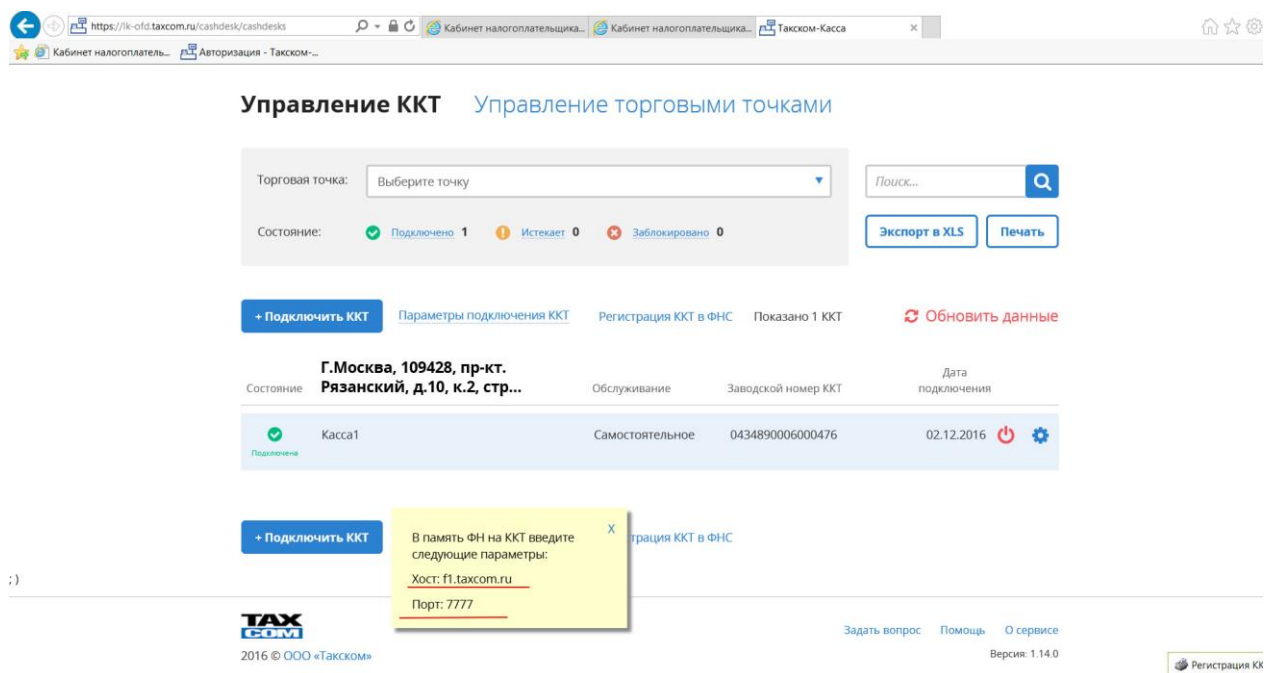 https://lk-ofd.taxcom.ru/cashdesk/cashdesks
Кабинет налогоплательщика...
Кабинет налогоплательщика...
Такском-Касса
Кабинет налогоплатель...
Авторизация - Такском-...
Управление ККТ Управление торговыми точками
Торговая точка: Выберите точку
Поиск...
Состояние: Подключено 1 Истекает 0 Заблокировано 0
Экспорт в XLS Печать
+ Подключить ККТ Параметры подключения ККТ Регистрация ККТ в ФНС Показано 1 ККТ Обновить данные
Г.Москва, 109428, пр-кт.
Рязанский, д.10, к.2, стр...
Состояние Обслуживание Заводской номер ККТ
Дата
подключения
Касса1 Самостоятельное 0434890006000476 02.12.2016
Подключена
+ Подключить ККТ
В память ФН на ККТ введите
следующие параметры:
X
Хост: f1.taxcom.ru
Порт: 7777
трация ККТ в ФНС
; )
TAX
COM
2016 © ООО «Такском»
Задать вопрос Помощь О сервисе
Версия: 1.14.0
Регистрация КК